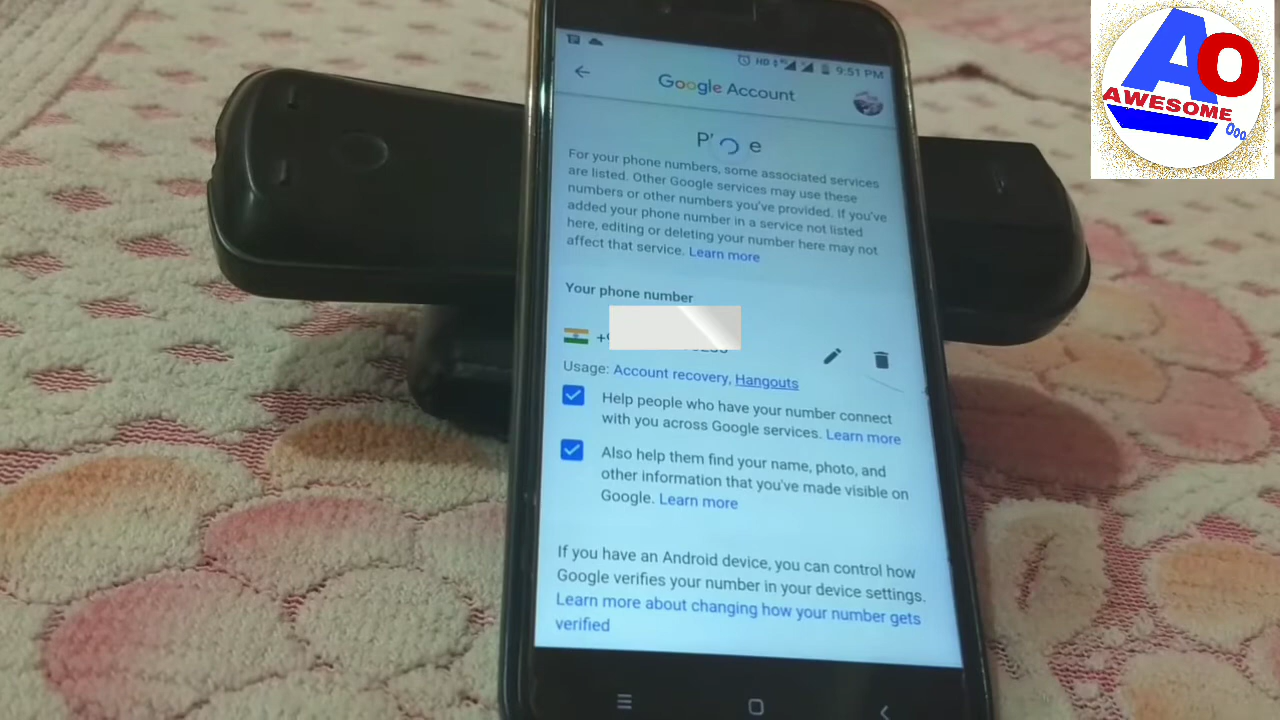 9:51 PM
HD
Google Account
For your phone numbers, some associated services
are listed. Other Google services may use these
numbers or other numbers you've provided. If you've
added your phone number in a service not listed
here, editing or deleting your number here may not
affect that service. Learn more
Your phone number
Usage: Account recovery, Hangouts
Help people who have your number connect
with you across Google services. Learn more
Also help them find your name, photo, and
other information that you've made visible on
Google. Learn more
If you have an Android device, you can control how
Google verifies your number in your device settings.
Learn more about changing how your number gets
verified
AO
AWESOME
Ooo